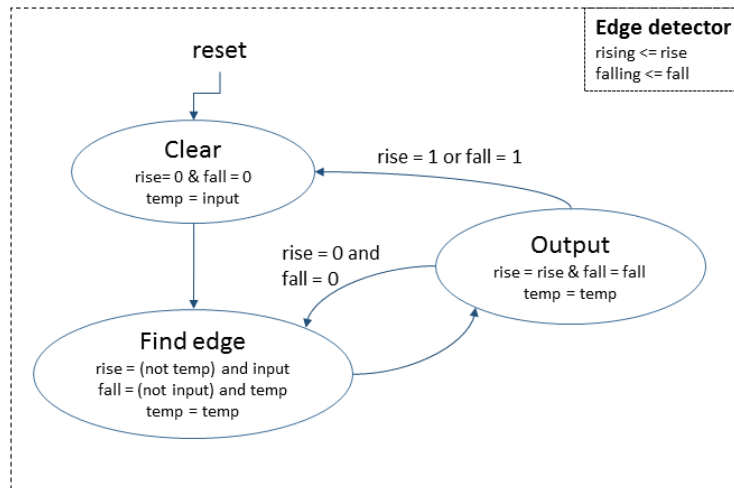 Edge detector
rising <= rise
falling <= fall
reset
Clear
rise= 0 & fall = 0
temp = input
rise = 1 or fall = 1
Output
rise = rise & fall = fall
temp = temp
rise = 0 and
fall = 0
Find edge
rise = (not temp) and input
fall = (not input) and temp
temp = temp